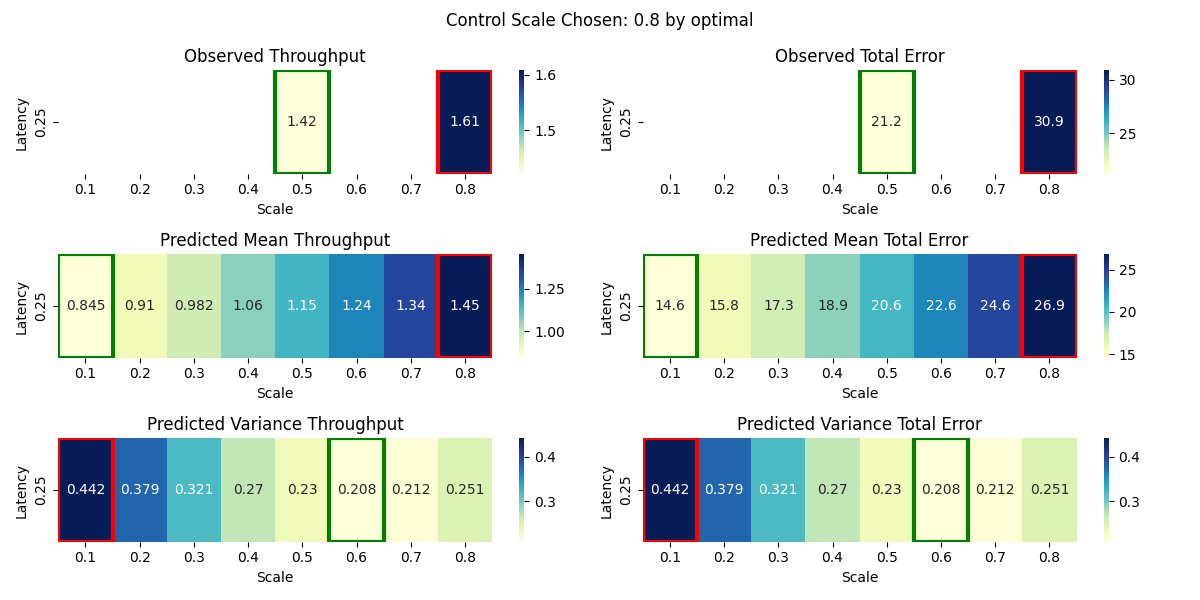 Control Scale Chosen: 0.8 by optimal
Observed Throughput
Latency
0.25
1.42
1.61
1.6
1.5
0.1 0.2 0.3 0.4 0.5 0.6 0.7 0.8
Scale
Observed Total Error
Latency
0.25
21.2
30.9
30
25
0.1 0.2 0.3 0.4 0.5 0.6 0.7 0.8
Scale
Predicted Mean Throughput
Latency
0.25
0.845 0.91 0.982 1.06 1.15 1.24 1.34 1.45
1.25
1.00
0.1 0.2 0.3 0.4 0.5 0.6 0.7 0.8
Scale
Predicted Mean Total Error
Latency
0.25
14.6 15.8 17.3 18.9 20.6 22.6 24.6 26.9
25
20
15
0.1 0.2 0.3 0.4 0.5 0.6 0.7 0.8
Scale
Predicted Variance Throughput
Latency
0.25
0.442 0.379 0.321 0.27 0.23 0.208 0.212 0.251
0.4
0.3
0.1 0.2 0.3 0.4 0.5 0.6 0.7 0.8
Scale
Predicted Variance Total Error
Latency
0.25
0.442 0.379 0.321 0.27 0.23 0.208 0.212 0.251
0.4
0.3
0.1 0.2 0.3 0.4 0.5 0.6 0.7 0.8
Scale